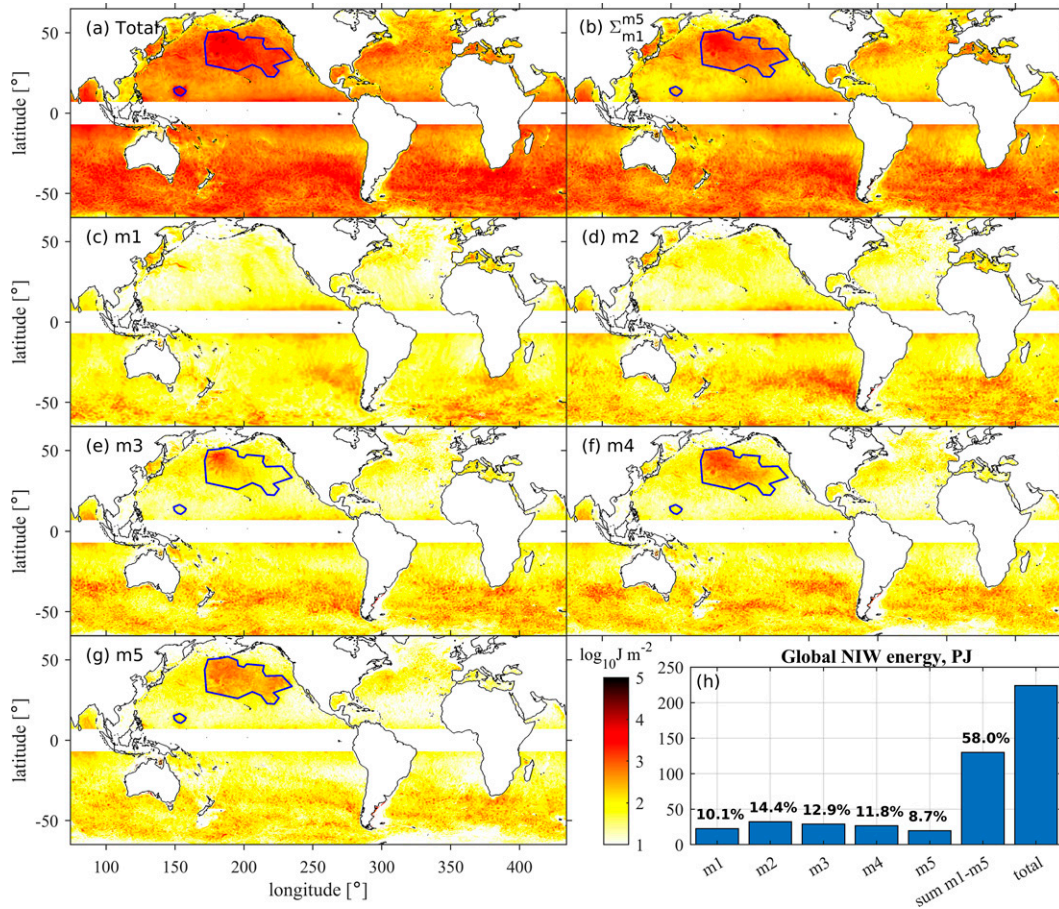 (a) Total
(b) Σ m5 m1
50
0
-50
latitude [°]
(c) m1
(d) m2
50
0
-50
latitude [°]
(e) m3
(f) m4
50
0
-50
latitude [°]
(g) m5
50
0
-50
latitude [°]
100 150 200 250 300 350 400
longitude [°]
log10 J m-2
5
4
3
2
1
Global NIW energy, PJ
(h)
250
200
150
100
50
0
10.1%
14.4%
12.9%
11.8%
8.7%
58.0%
m1
m2
m3
m4
m5
sum m1-m5
total